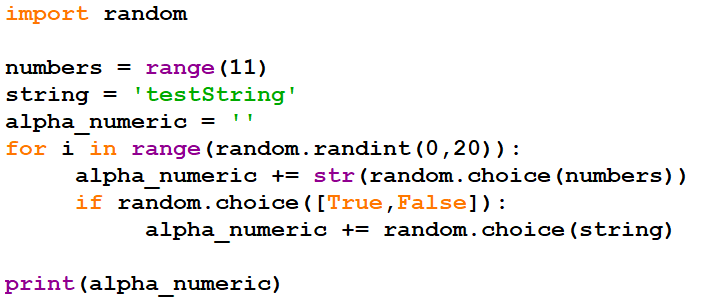 import random
numbers = range(11)
string = 'testString'
alpha_numeric = ''
for i in range(random.randint(0,20)):
alpha_numeric += str(random.choice(numbers))
if random.choice([True,False]):
alpha_numeric += random.choice(string)
print(alpha_numeric)